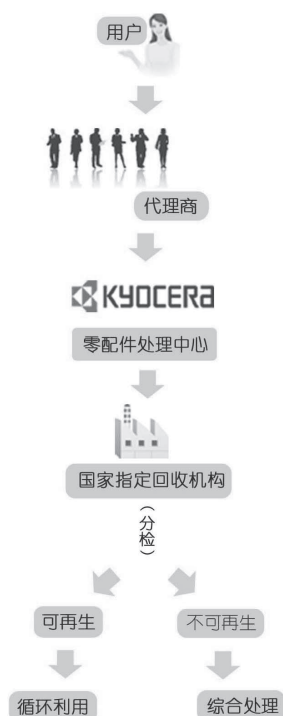 用户
代理商
KYOCERA
零配件处理中心
国家指定回收机构
（分检）
可再生
不可再生
循环利用
综合处理